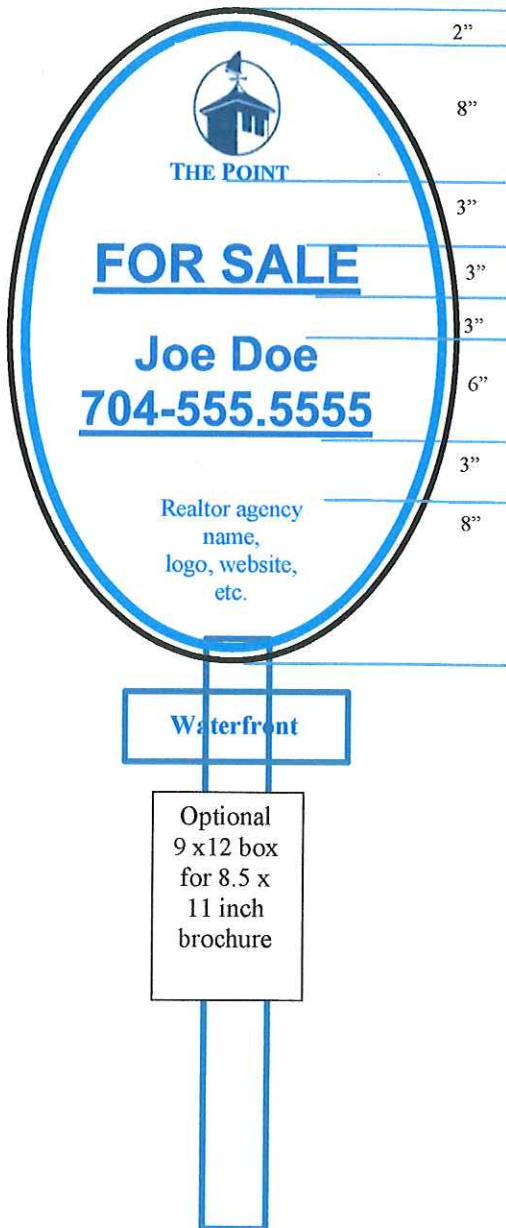 2”
8”
THE POINT
3”
FOR SALE
3”
3”
Joe Doe
6”
704-555.5555
3”
Realtor agency
8”
name,
logo, website,
etc.
Waterfront
Optional
9 x12 box
for 8.5 x
11 inch
brochure